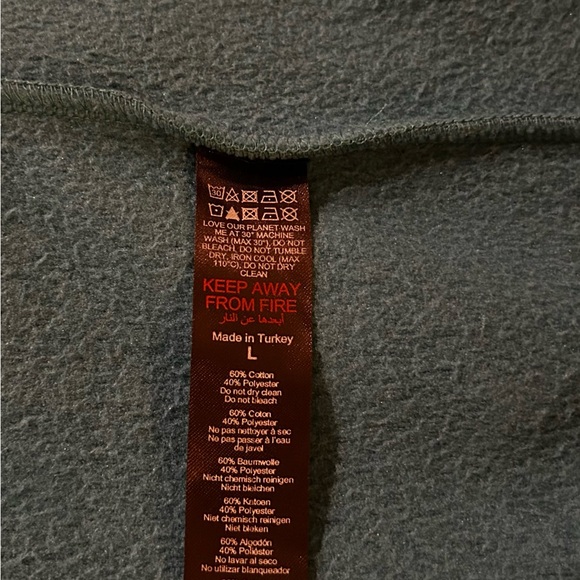 30
LOVE OUR PLANET WASH
ME AT 30° MACHINE
WASH (MAX 30°), DO NOT
BLEACH, DO NOT TUMBLE
DRY, IRON COOL (MAX
110°C), DO NOT DRY
CLEAN
KEEP AWAY
FROM FIRE
أبعدها عن النار
Made in Turkey
L
60% Cotton
40% Polyester
Do not dry clean
Do not bleach
60% Coton
40% Polyester
Ne pas nettoyer à sec
Ne pas passer à l'eau
de javel
60% Baumwolle
40% Polyester
Nicht chemisch reinigen
Nicht bleichen
60% Katoen
40% Polyester
Niet chemisch reinigen
Niet bleken
60% Algodón
40% Poliéster
No lavar al seco
No utilizar blanqueador